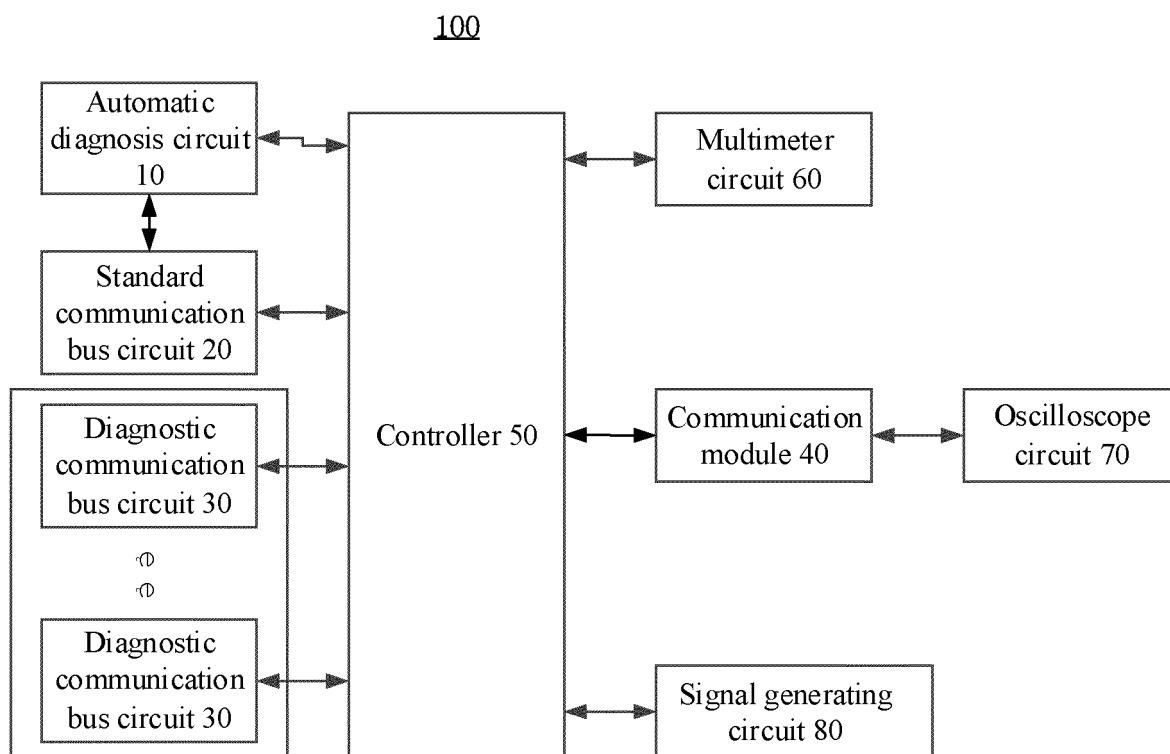 100
Automatic
diagnosis circuit
10
Standard
communication
bus circuit 20
Diagnostic
communication
bus circuit 30
Diagnostic
communication
bus circuit 30
Controller 50
Multimeter
circuit 60
Communication
module 40
Oscilloscope
circuit 70
Signal generating
circuit 80